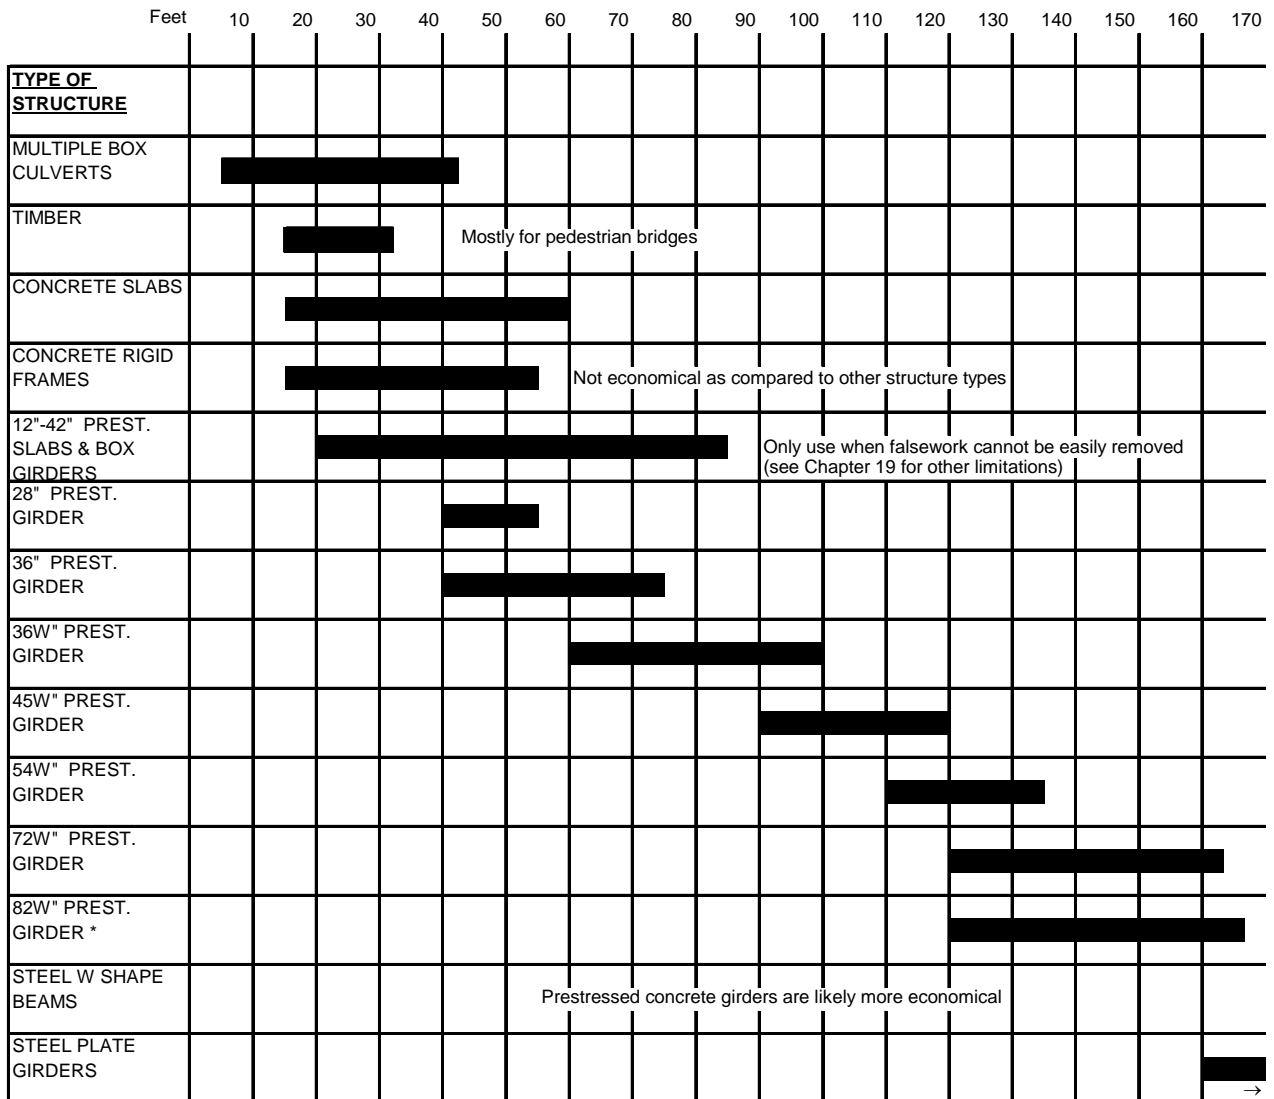 Feet 10 20 30 40 50 60 70 80 90 100 110 120 130 140 150 160 170
TYPE OF
STRUCTURE
MULTIPLE BOX
CULVERTS
TIMBER
Mostly for pedestrian bridges
CONCRETE SLABS
CONCRETE RIGID
FRAMES
Not economical as compared to other structure types
12"-42" PREST.
SLABS & BOX
GIRDERS
Only use when falsework cannot be easily removed
(see Chapter 19 for other limitations)
28" PREST.
GIRDER
36" PREST.
GIRDER
36W" PREST.
GIRDER
45W" PREST.
GIRDER
54W" PREST.
GIRDER
72W" PREST.
GIRDER
82W" PREST.
GIRDER *
STEEL W SHAPE
BEAMS
Prestressed concrete girders are likely more economical
STEEL PLATE
GIRDERS
→